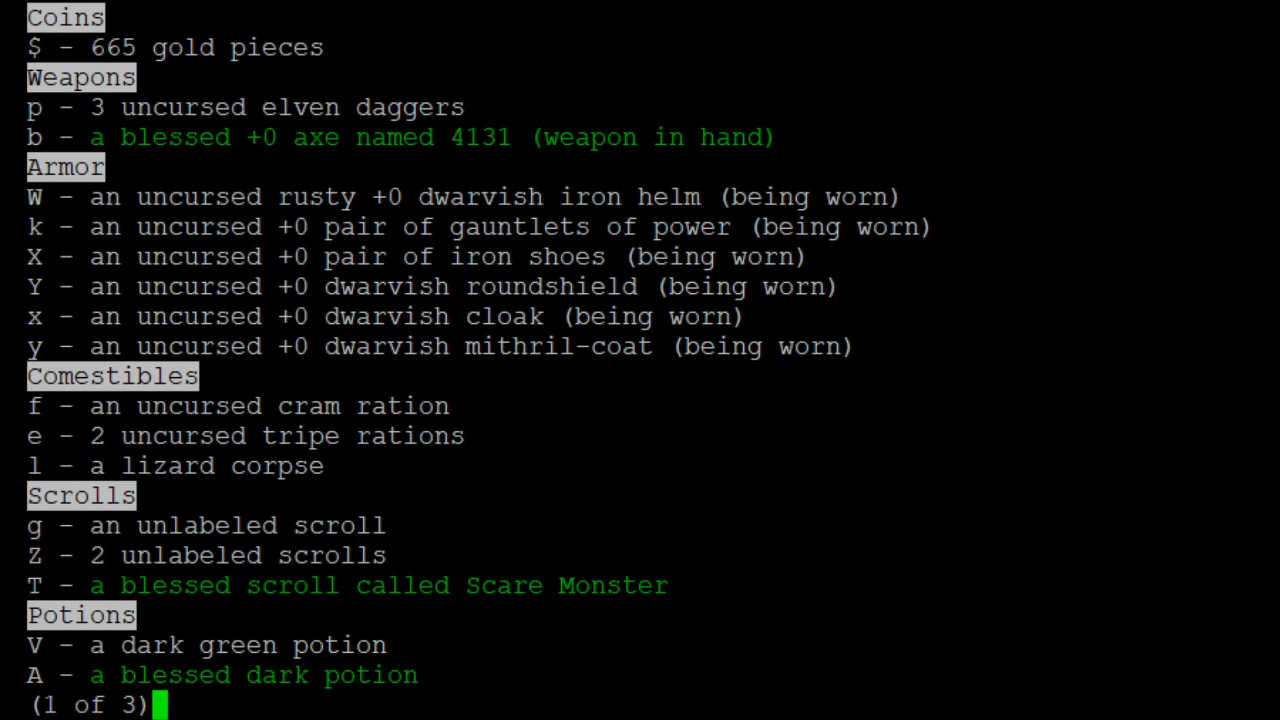 Coins
$ - 665 gold pieces
Weapons
p - 3 uncursed elven daggers
b - a blessed +0 axe named 4131 (weapon in hand)
Armor
W - an uncursed rusty +0 dwarvish iron helm (being worn)
k - an uncursed +0 pair of gauntlets of power (being worn)
X - an uncursed +0 pair of iron shoes (being worn)
Y - an uncursed +0 dwarvish roundshield (being worn)
x - an uncursed +0 dwarvish cloak (being worn)
y - an uncursed +0 dwarvish mithril-coat (being worn)
Comestibles
f - an uncursed cram ration
e - 2 uncursed tripe rations
l - a lizard corpse
Scrolls
g - an unlabeled scroll
Z - 2 unlabeled scrolls
T - a blessed scroll called Scare Monster
Potions
V - a dark green potion
A - a blessed dark potion
(1 of 3)